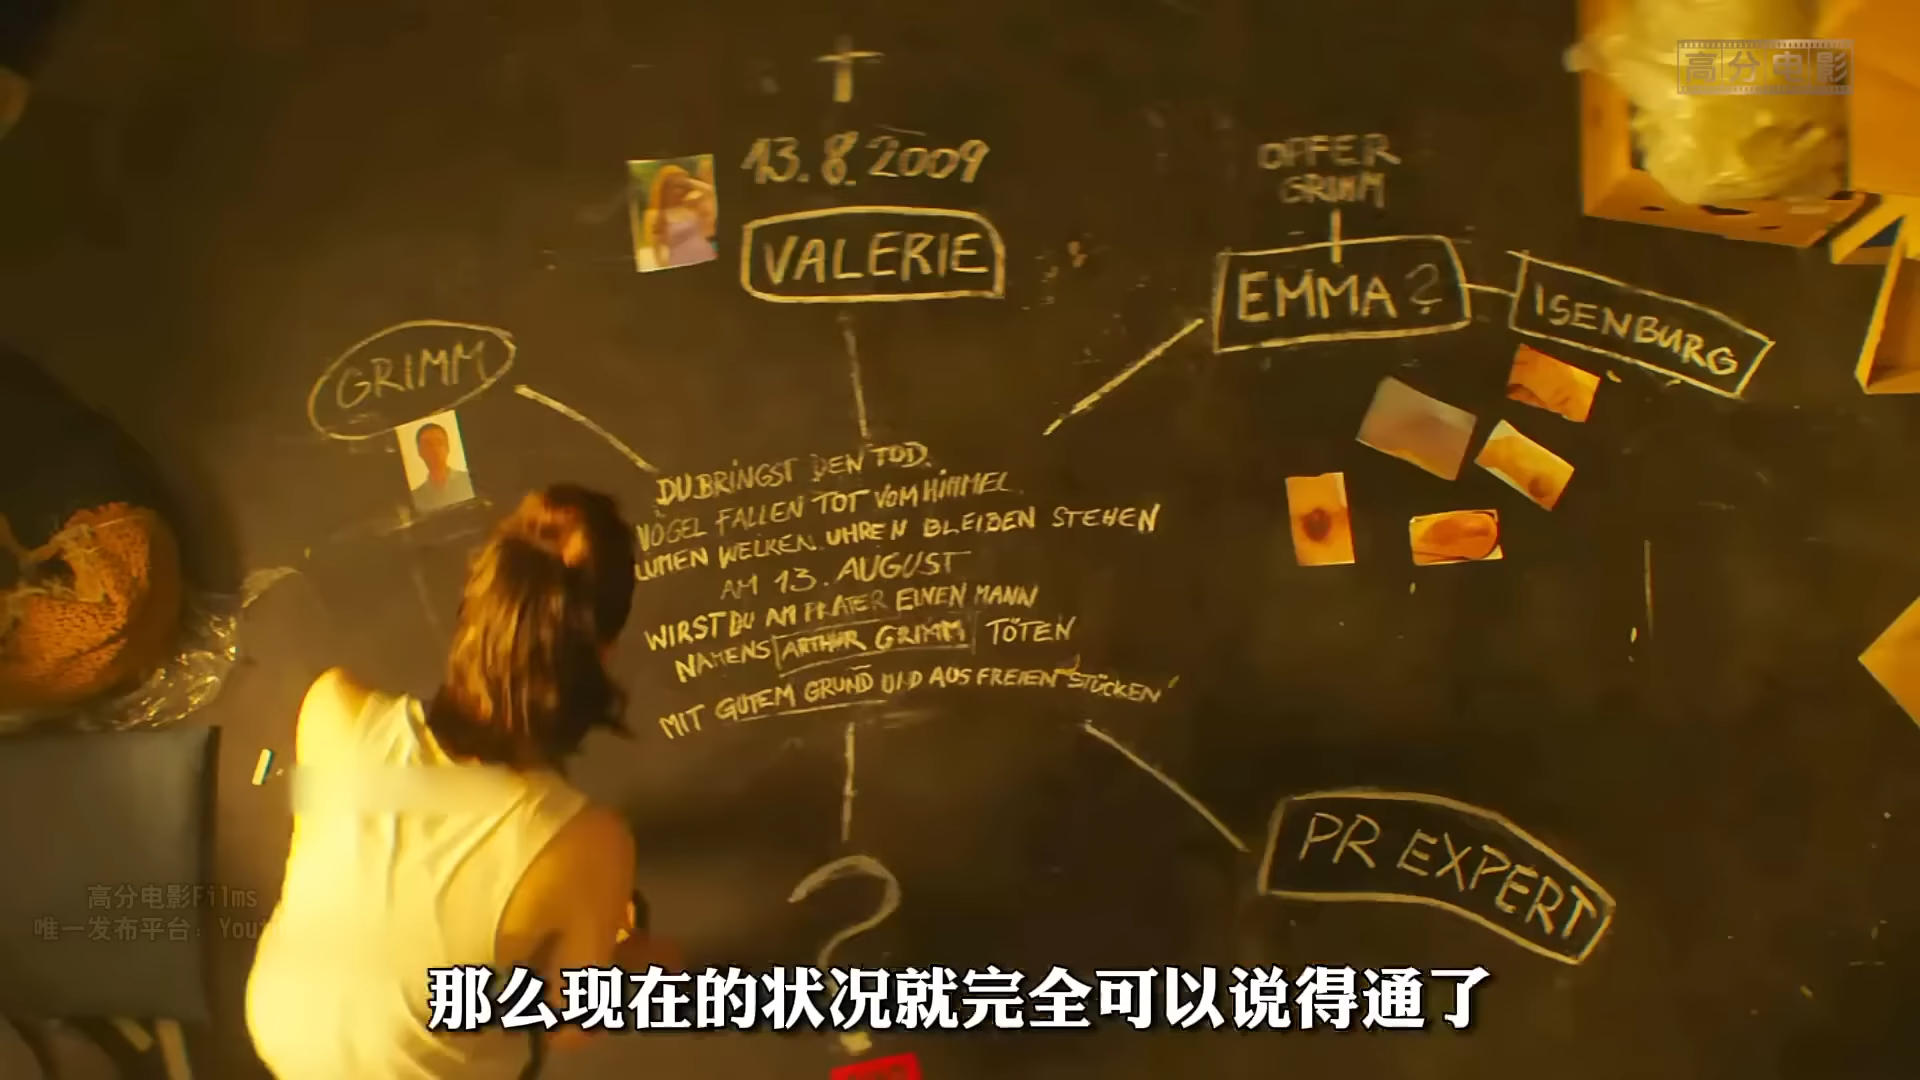 高分电影
13.8.2009
OFFER
GRIMM
VALERIE
EMMA?
ISENBURG
GRIMM
DU BRINGST DEN TOD.
VÖGEL FALLEN TOT VOM HIMMEL.
LUMEN WELKEN. UHREN BLEIBEN STEHEN
AM 13. AUGUST
WIRST DU AM PRATER EINEN MANN
NAMENS ARTHUR GRIMM TÖTEN
MIT GUTEM GRUND UND AUS FREIEN STÜCKEN
?
PR EXPERT
高分电影Films
唯一发布平台：You
那么现在的状况就完全可以说得通了